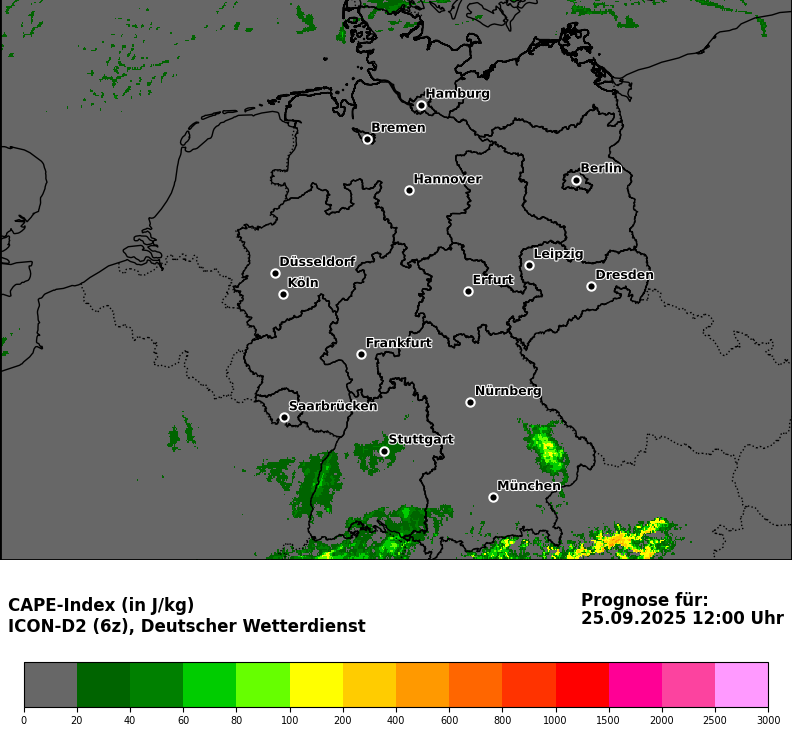 Hamburg
Bremen
Berlin
Hannover
Leipzig
Düsseldorf
Dresden
Köln
Erfurt
Frankfurt
Nürnberg
Saarbrücken
Stuttgart
München
CAPE-Index (in J/kg)
ICON-D2 (6z), Deutscher Wetterdienst
Prognose für:
25.09.2025 12:00 Uhr
0 20 40 60 80 100 200 400 600 800 1000 1500 2000 2500 3000